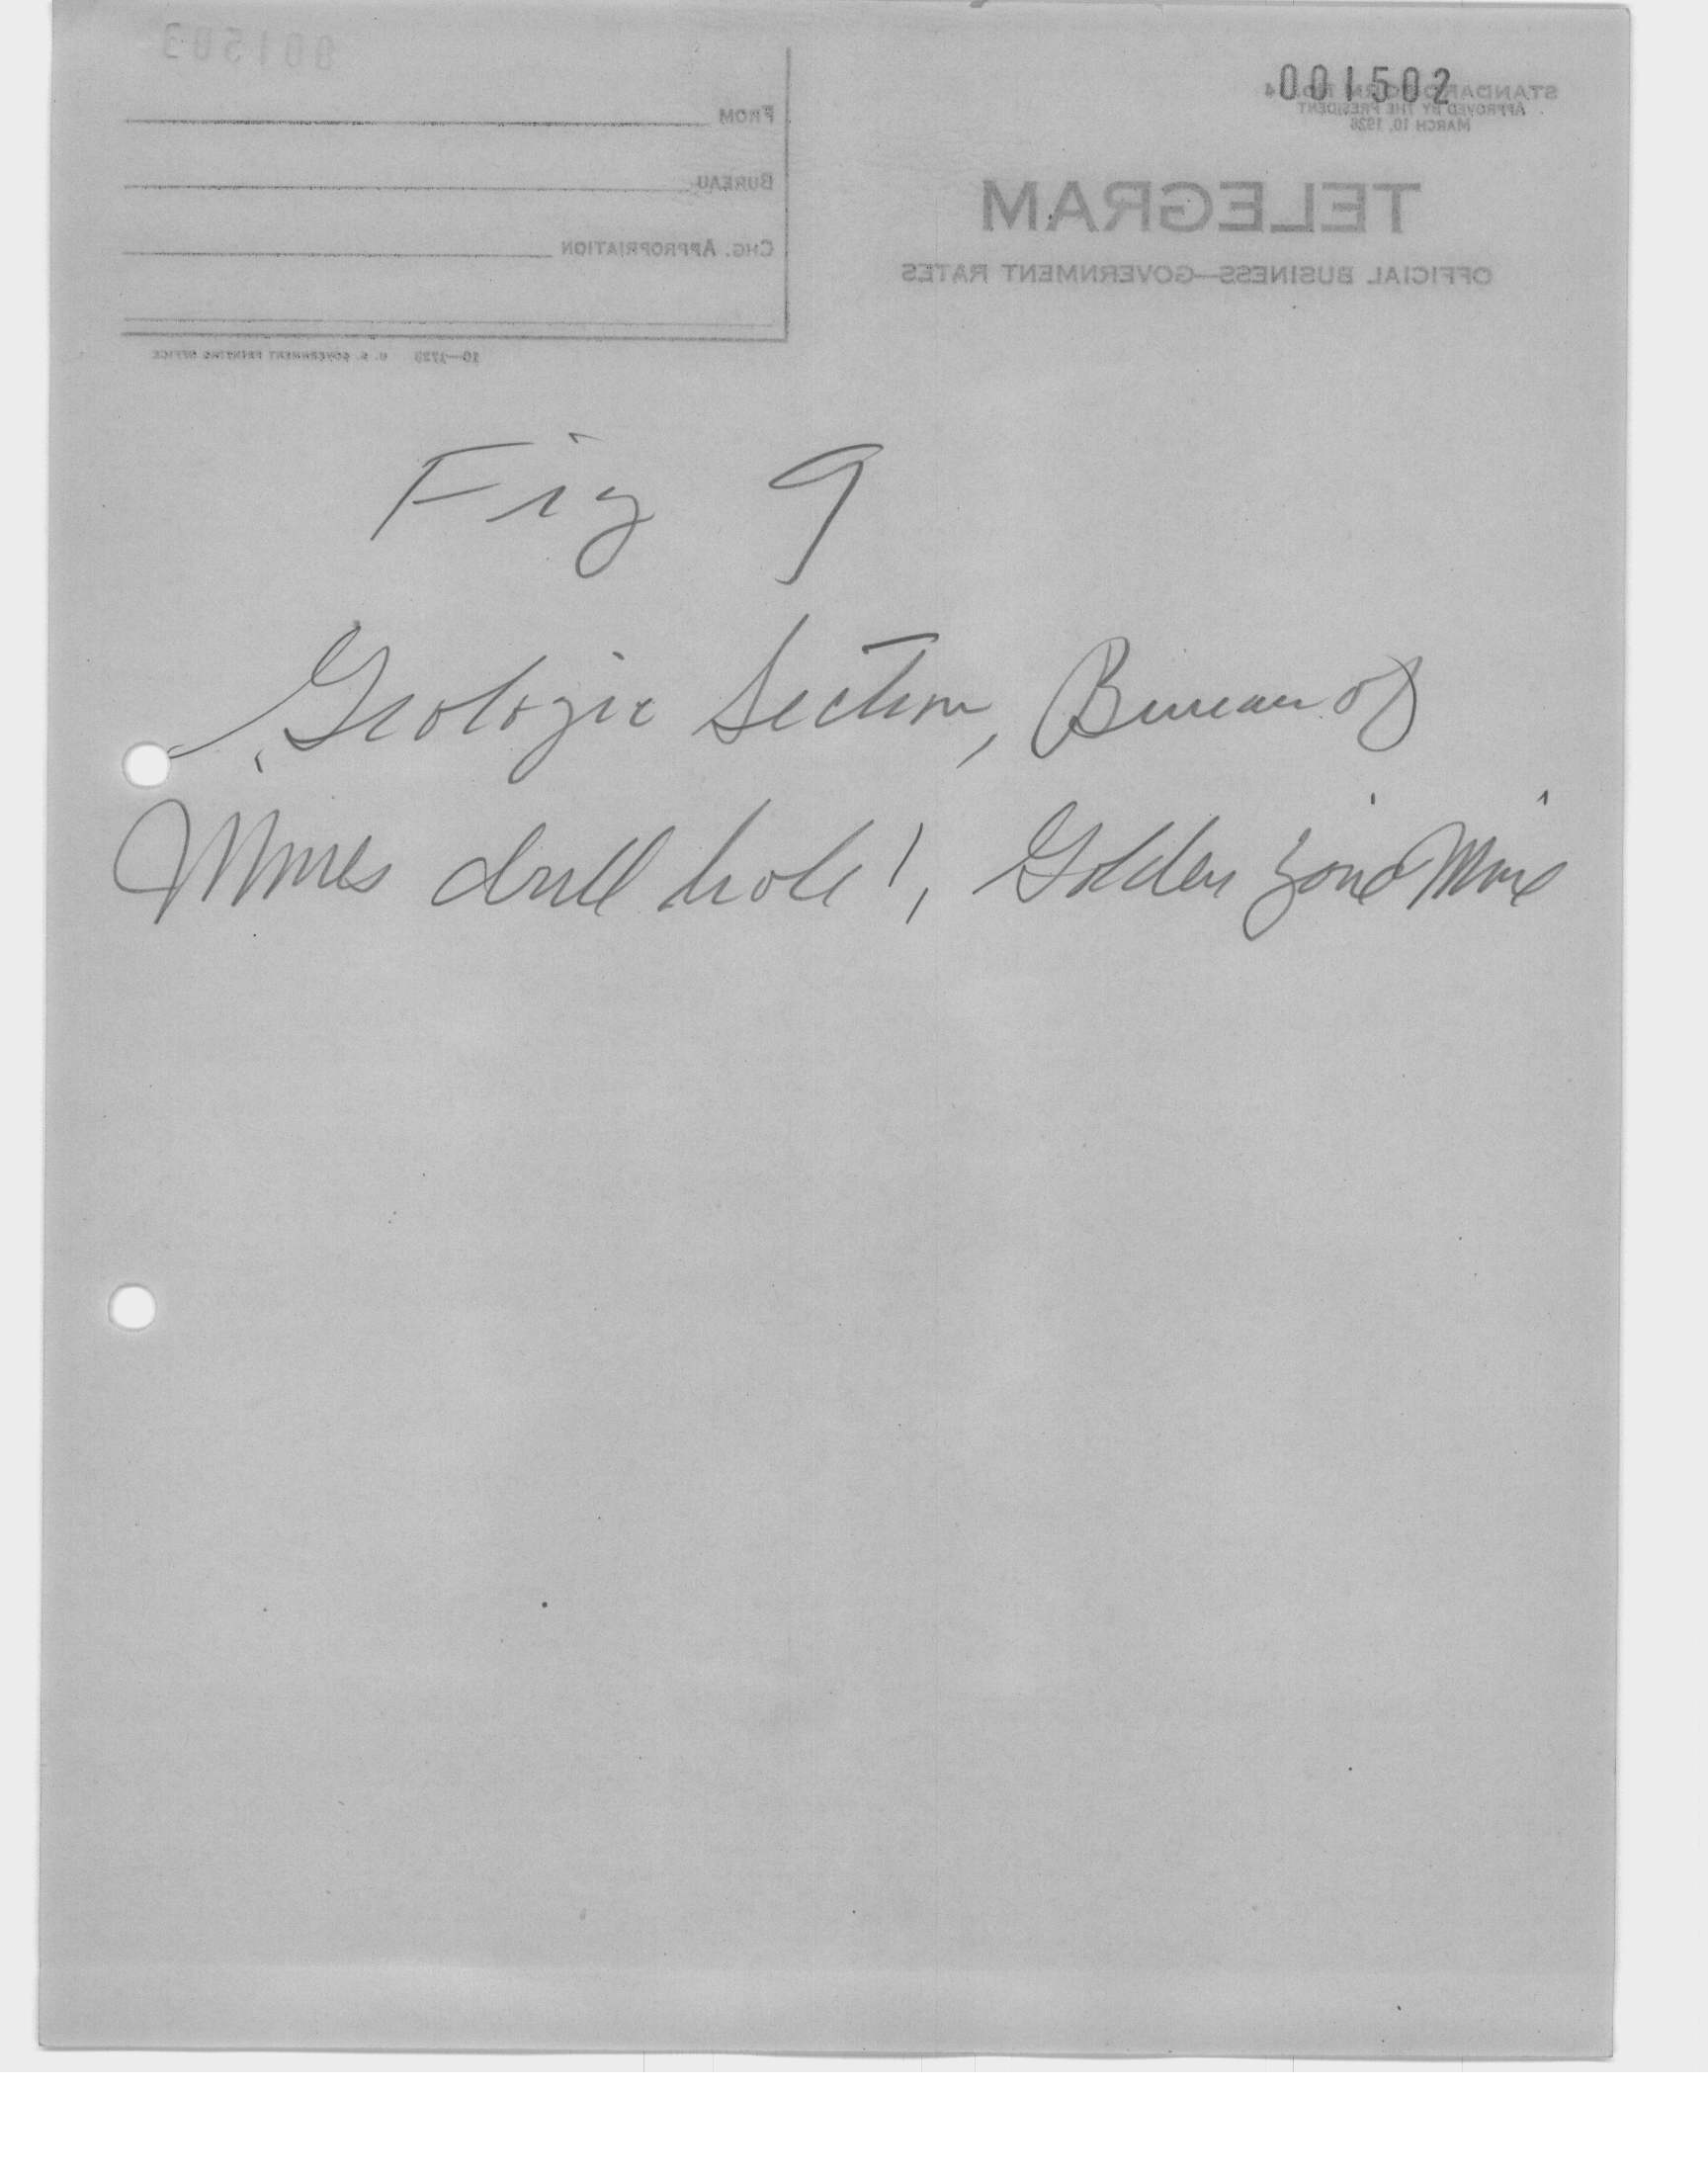 001503
001502
STANDARD FORM No. 14
APPROVED BY THE PRESIDENT
MARCH 10, 1926
FROM
TELEGRAM
BUREAU
OFFICIAL BUSINESS—GOVERNMENT RATES
CHG. APPROPRIATION
10—1723 U. S. GOVERNMENT PRINTING OFFICE
Fig 9
Geologic Section, Bureau of
Mines drill hole 1, Golden Zone Mine